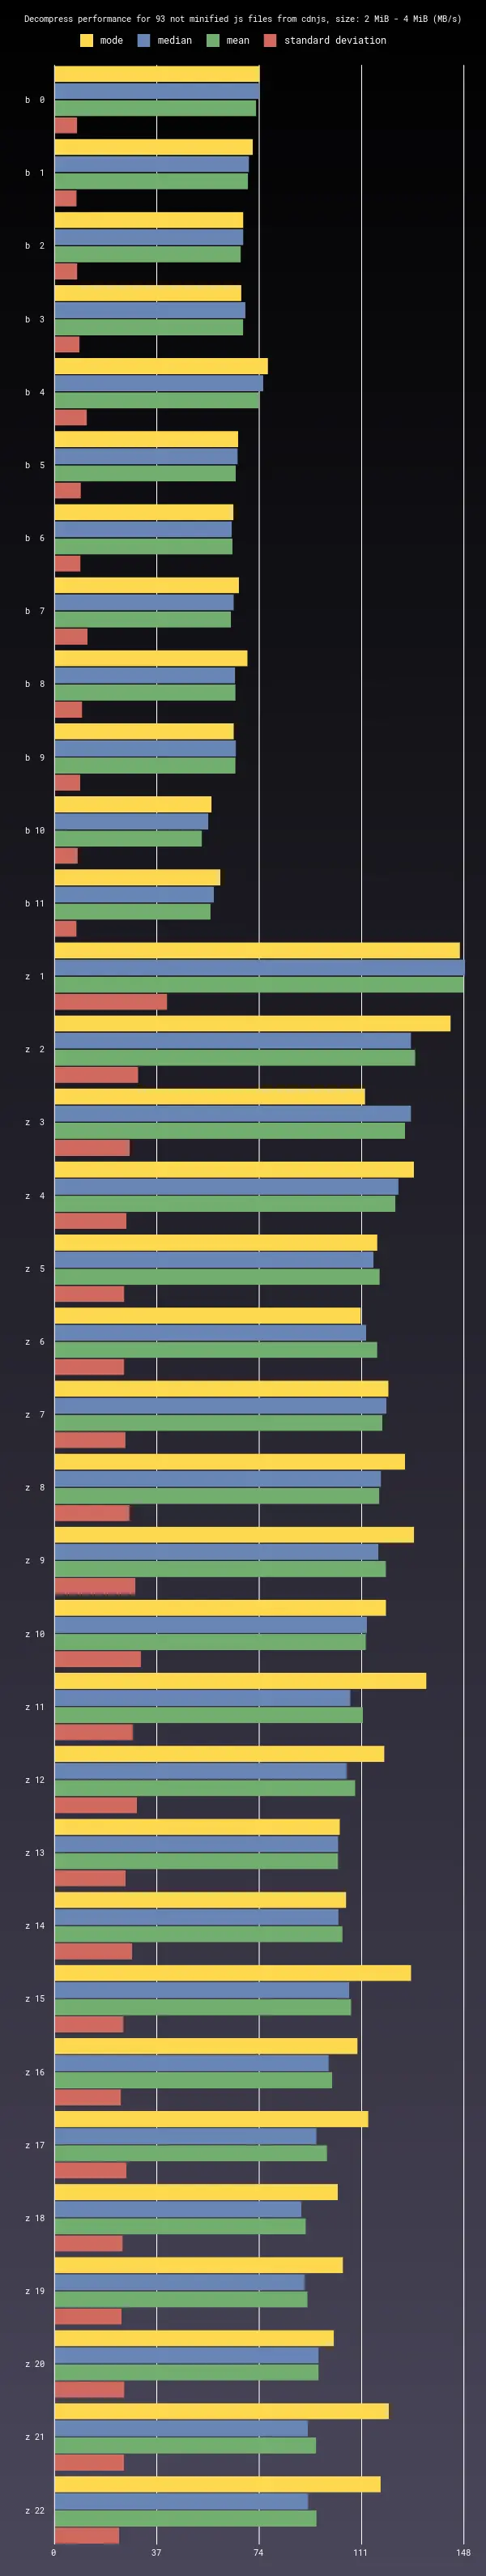 Decompress performance for 93 not minified js files from cdnjs, size: 2 MiB - 4 MiB (MB/s)
mode median mean standard deviation
b 0
b 1
b 2
b 3
b 4
b 5
b 6
b 7
b 8
b 9
b 10
b 11
z 1
z 2
z 3
z 4
z 5
z 6
z 7
z 8
z 9
z 10
z 11
z 12
z 13
z 14
z 15
z 16
z 17
z 18
z 19
z 20
z 21
z 22
0 37 74 111 148